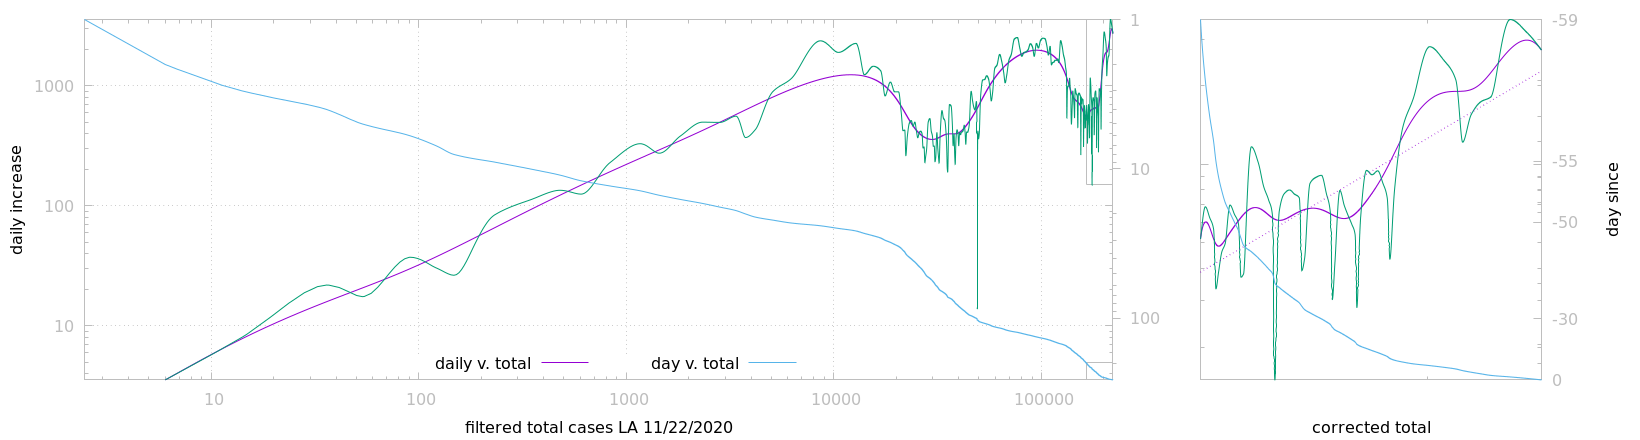 1000
100
10
daily increase
daily v. total
day v. total
10
100
1000
10000
100000
filtered total cases LA 11/22/2020
1
10
100
-59
-55
-50
-30
0
day since
corrected total